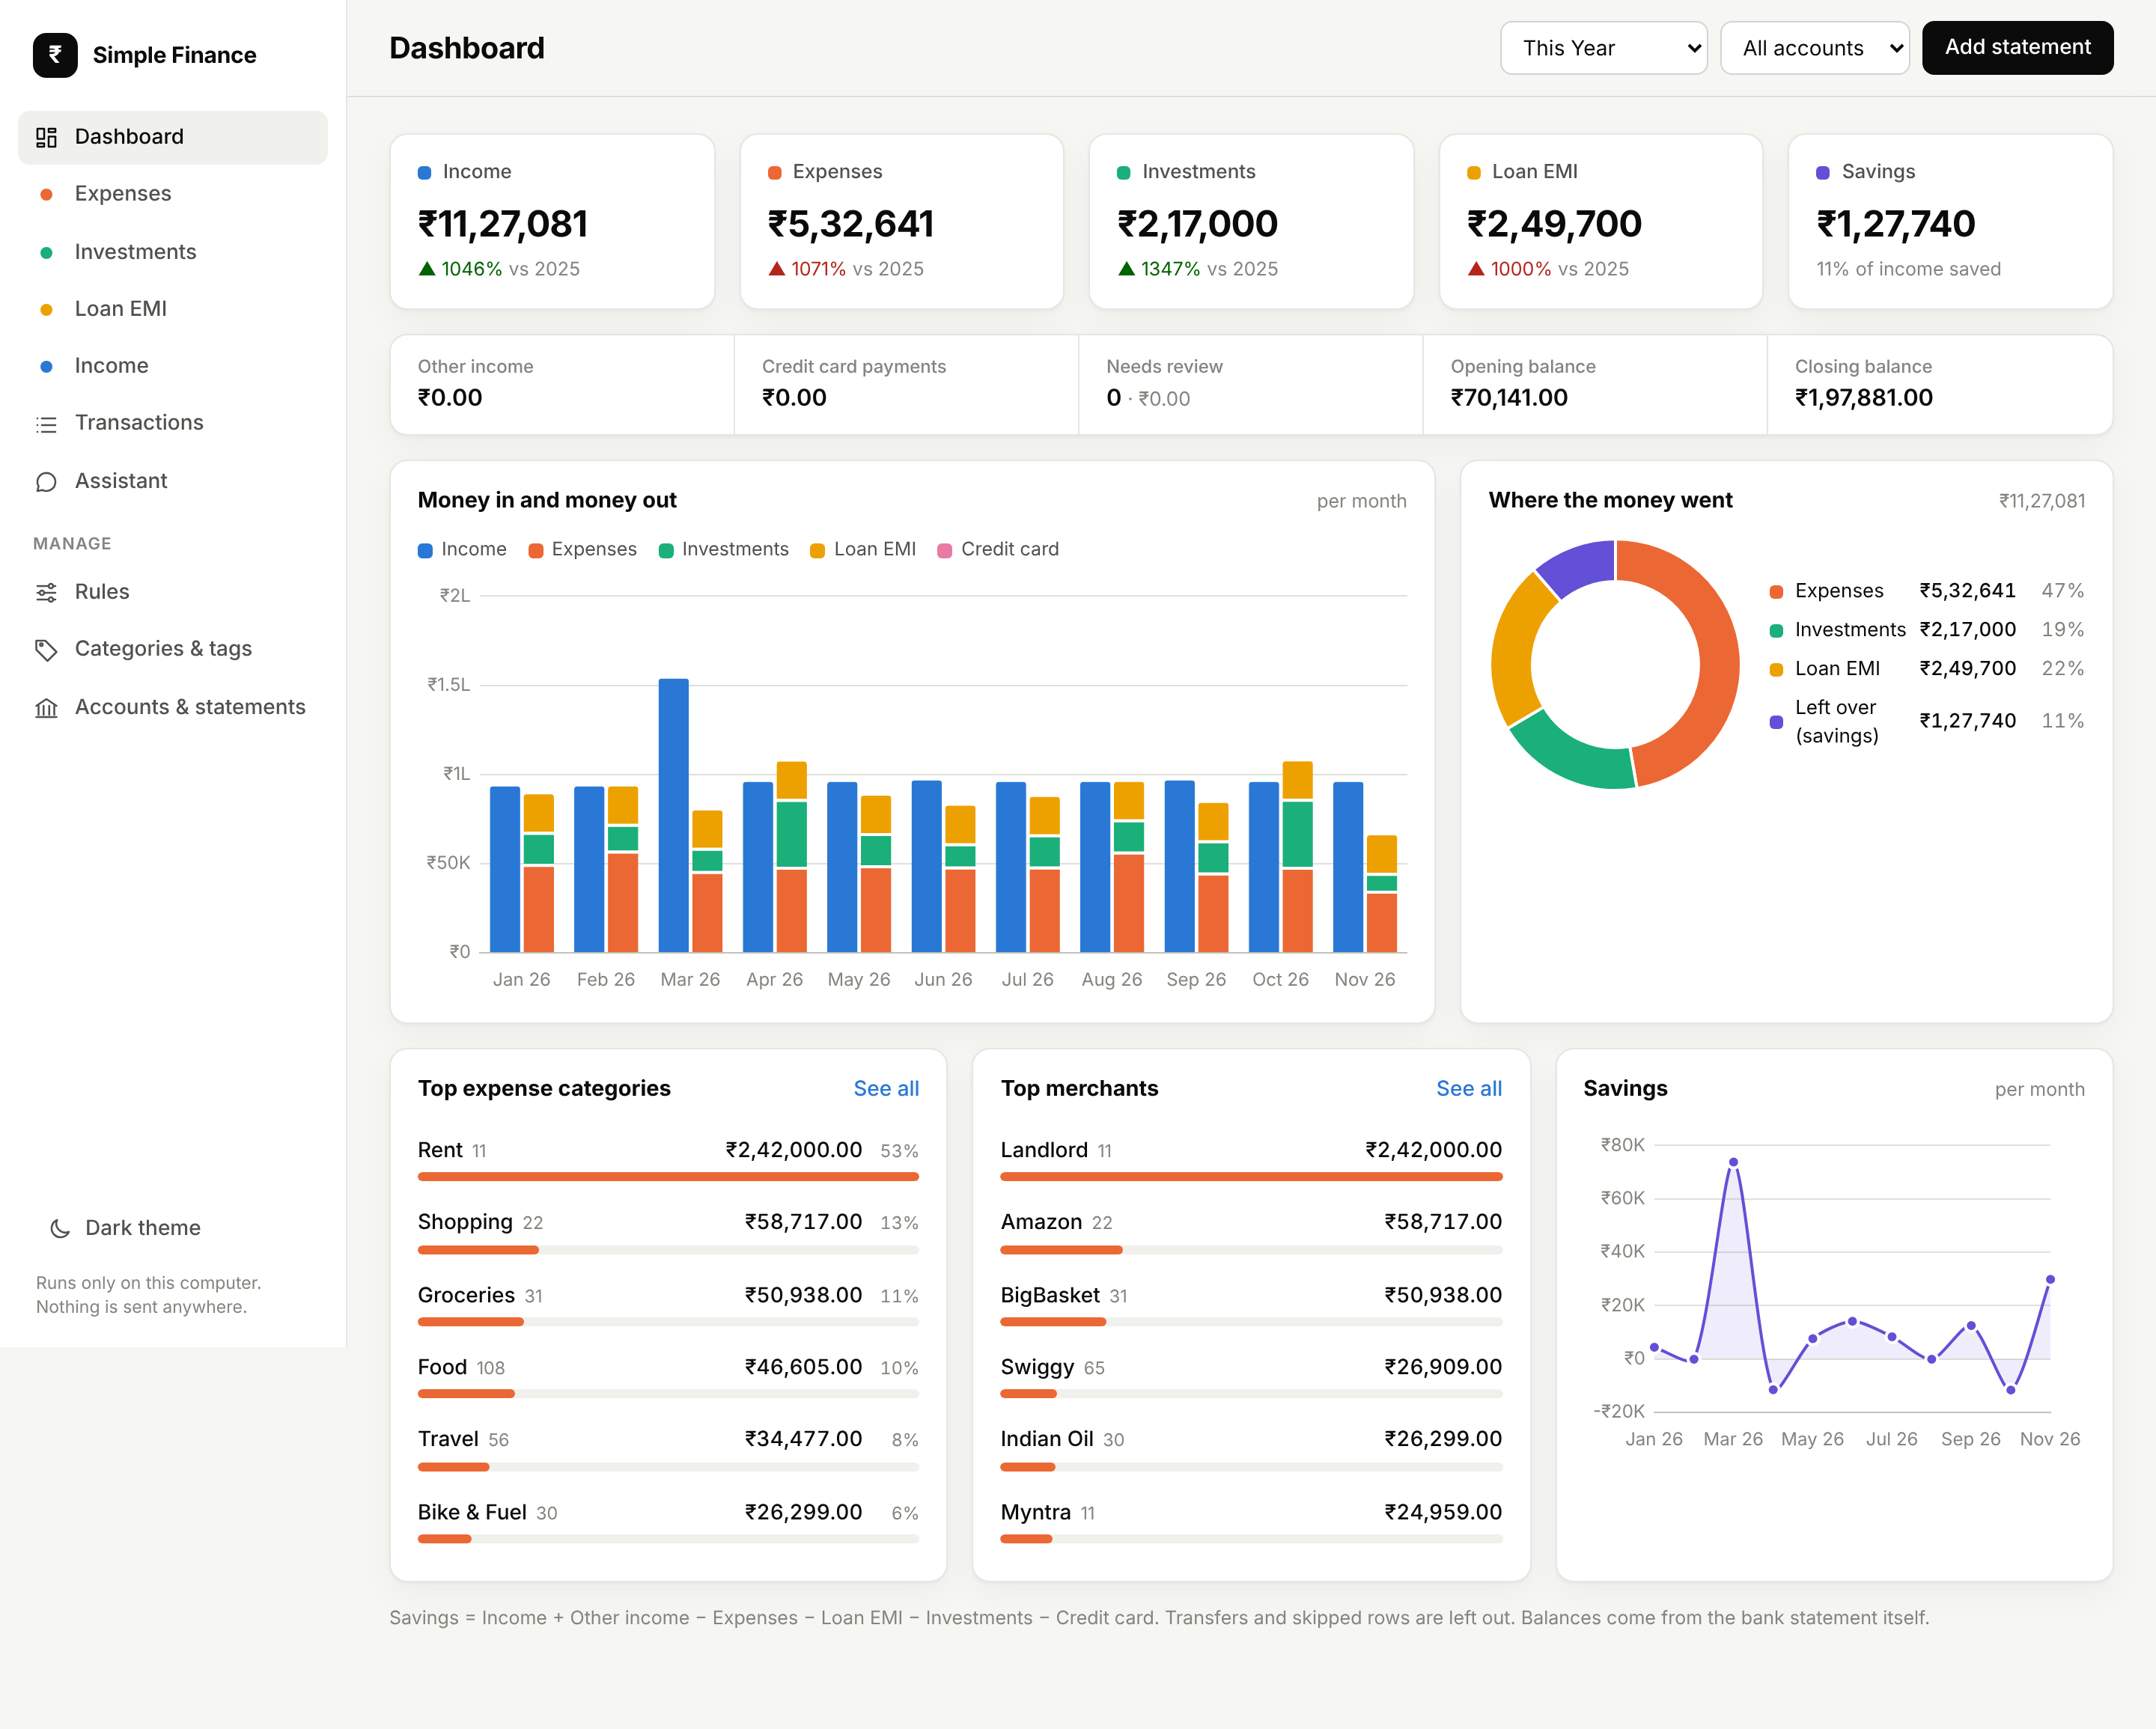 ₹ Simple Finance
Dashboard
Expenses
Investments
Loan EMI
Income
Transactions
Assistant
MANAGE
Rules
Categories & tags
Accounts & statements
Dark theme
Runs only on this computer.
Nothing is sent anywhere.
Dashboard
This Year
All accounts
Add statement
Income
₹11,27,081
▲ 1046% vs 2025
Expenses
₹5,32,641
▲ 1071% vs 2025
Investments
₹2,17,000
▲ 1347% vs 2025
Loan EMI
₹2,49,700
▲ 1000% vs 2025
Savings
₹1,27,740
11% of income saved
Other income
₹0.00
Credit card payments
₹0.00
Needs review
0 · ₹0.00
Opening balance
₹70,141.00
Closing balance
₹1,97,881.00
Money in and money out
per month
Income Expenses Investments Loan EMI Credit card
₹2L
₹1.5L
₹1L
₹50K
₹0
Jan 26 Feb 26 Mar 26 Apr 26 May 26 Jun 26 Jul 26 Aug 26 Sep 26 Oct 26 Nov 26
Where the money went
₹11,27,081
Expenses ₹5,32,641 47%
Investments ₹2,17,000 19%
Loan EMI ₹2,49,700 22%
Left over
(savings) ₹1,27,740 11%
Top expense categories
See all
Rent 11 ₹2,42,000.00 53%
Shopping 22 ₹58,717.00 13%
Groceries 31 ₹50,938.00 11%
Food 108 ₹46,605.00 10%
Travel 56 ₹34,477.00 8%
Bike & Fuel 30 ₹26,299.00 6%
Top merchants
See all
Landlord 11 ₹2,42,000.00
Amazon 22 ₹58,717.00
BigBasket 31 ₹50,938.00
Swiggy 65 ₹26,909.00
Indian Oil 30 ₹26,299.00
Myntra 11 ₹24,959.00
Savings
per month
₹80K
₹60K
₹40K
₹20K
₹0
-₹20K
Jan 26 Mar 26 May 26 Jul 26 Sep 26 Nov 26
Savings = Income + Other income − Expenses − Loan EMI − Investments − Credit card. Transfers and skipped rows are left out. Balances come from the bank statement itself.